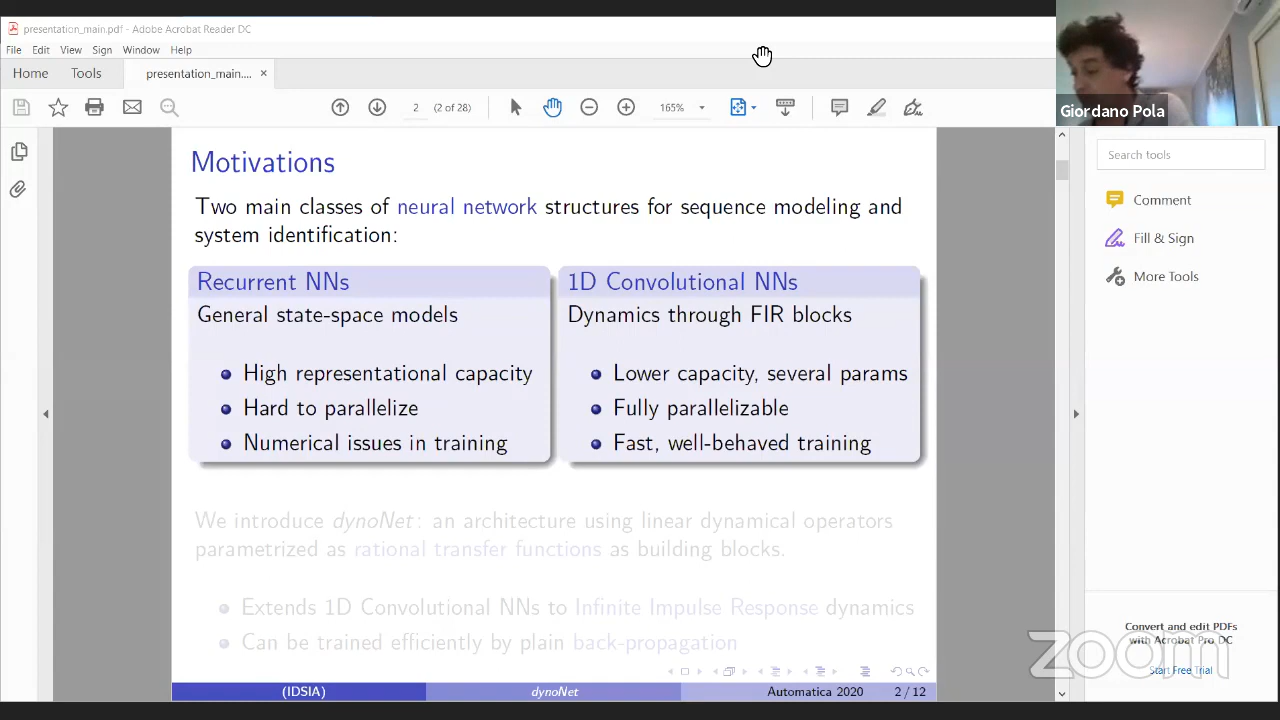 presentation_main.pdf - Adobe Acrobat Reader DC
File Edit View Sign Window Help
Home Tools presentation_main.... ×
2 (2 of 28) 165%
Giordano Pola
Search tools
Comment
Fill & Sign
More Tools
Convert and edit PDFs
with Acrobat Pro DC
Start Free Trial
zoom
Motivations
Two main classes of neural network structures for sequence modeling and
system identification:
Recurrent NNs
General state-space models
High representational capacity
Hard to parallelize
Numerical issues in training
1D Convolutional NNs
Dynamics through FIR blocks
Lower capacity, several params
Fully parallelizable
Fast, well-behaved training
We introduce dynoNet: an architecture using linear dynamical operators
parametrized as rational transfer functions as building blocks.
Extends 1D Convolutional NNs to Infinite Impulse Response dynamics
Can be trained efficiently by plain back-propagation
(IDSIA) dynoNet Automatica 2020 2 / 12